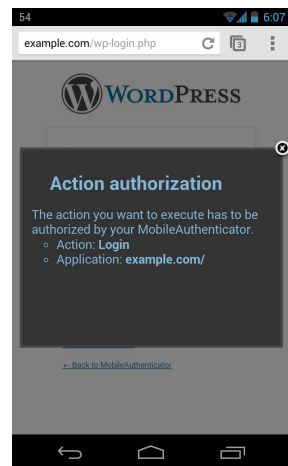 54
6:07
example.com/wp-login.php
3
WORDPRESS
Action authorization
The action you want to execute has to be
authorized by your MobileAuthenticator.
Action: Login
Application: example.com/
← Back to MobileAuthenticator